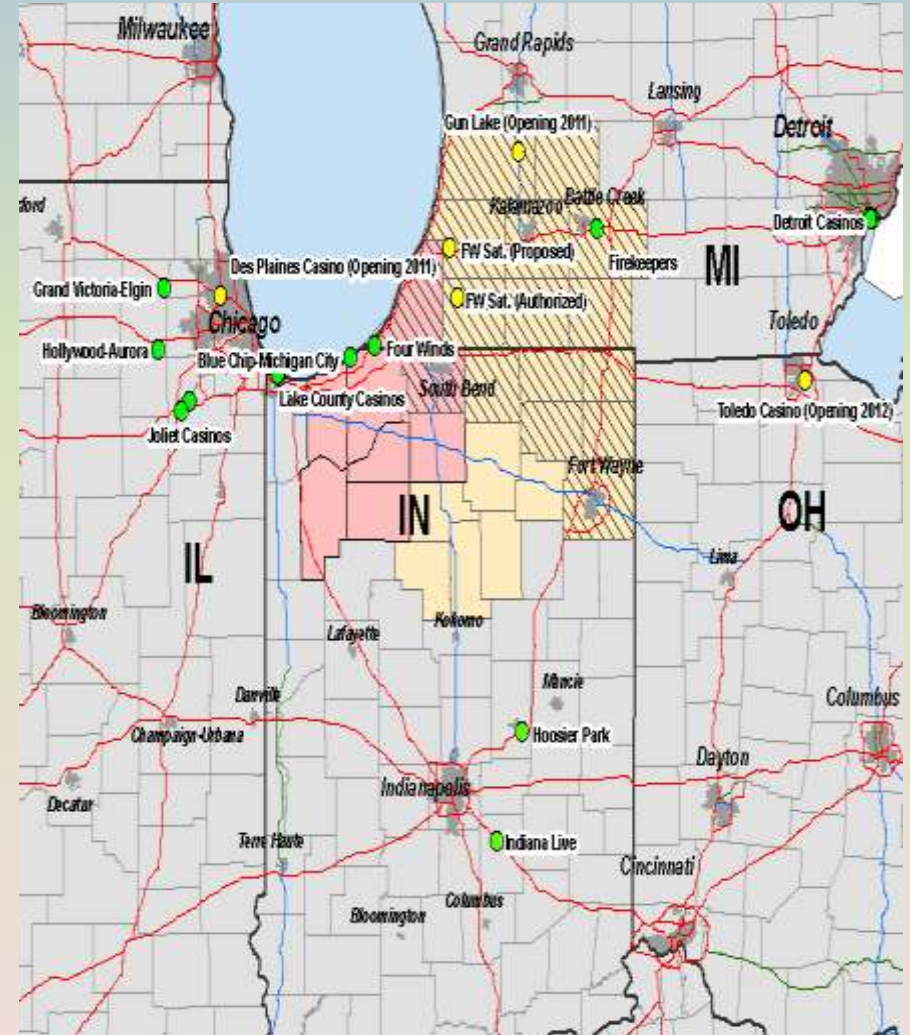 Milwaukee
Grand Rapids
Lansing
Gun Lake (Opening 2011)
Detroit
ford
Kalamazoo
Battle Creek
Detroit Casinos
FW Sat. (Proposed)
Firekeepers
MI
Des Plaines Casino (Opening 2011)
Grand Victoria-Elgin
FW Sat. (Authorized)
Chicago
Toledo
Hollywood-Aurora
Four Winds
Blue Chip-Michigan City
South Bend
Lake County Casinos
Toledo Casino (Opening 2012)
Joliet Casinos
Fort Wayne
IN
OH
IL
Lima
Bloomington
Kokomo
Lafayette
Muncie
Danville
Columbus
Champaign-Urbana
Hoosier Park
Dayton
Indianapolis
Decatur
Terre Haute
Indiana Live
Cincinnati
Columbus
Bloomington